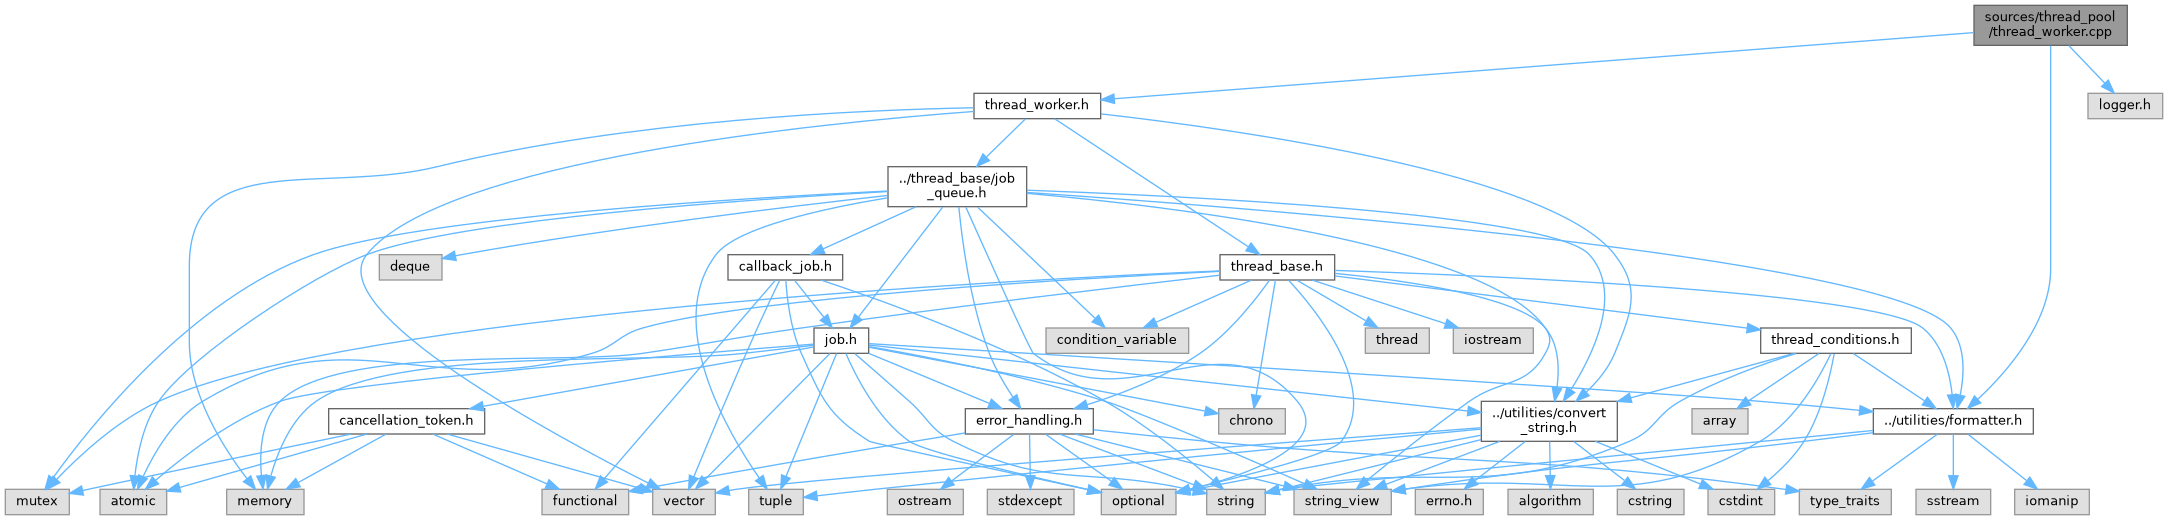 sources/thread_pool
/thread_worker.cpp
thread_worker.h
logger.h
../thread_base/job
_queue.h
deque
callback_job.h
thread_base.h
job.h
condition_variable
thread
iostream
thread_conditions.h
cancellation_token.h
error_handling.h
chrono
../utilities/convert
_string.h
array
../utilities/formatter.h
mutex
atomic
memory
functional
vector
tuple
ostream
stdexcept
optional
string
string_view
errno.h
algorithm
cstring
cstdint
type_traits
sstream
iomanip